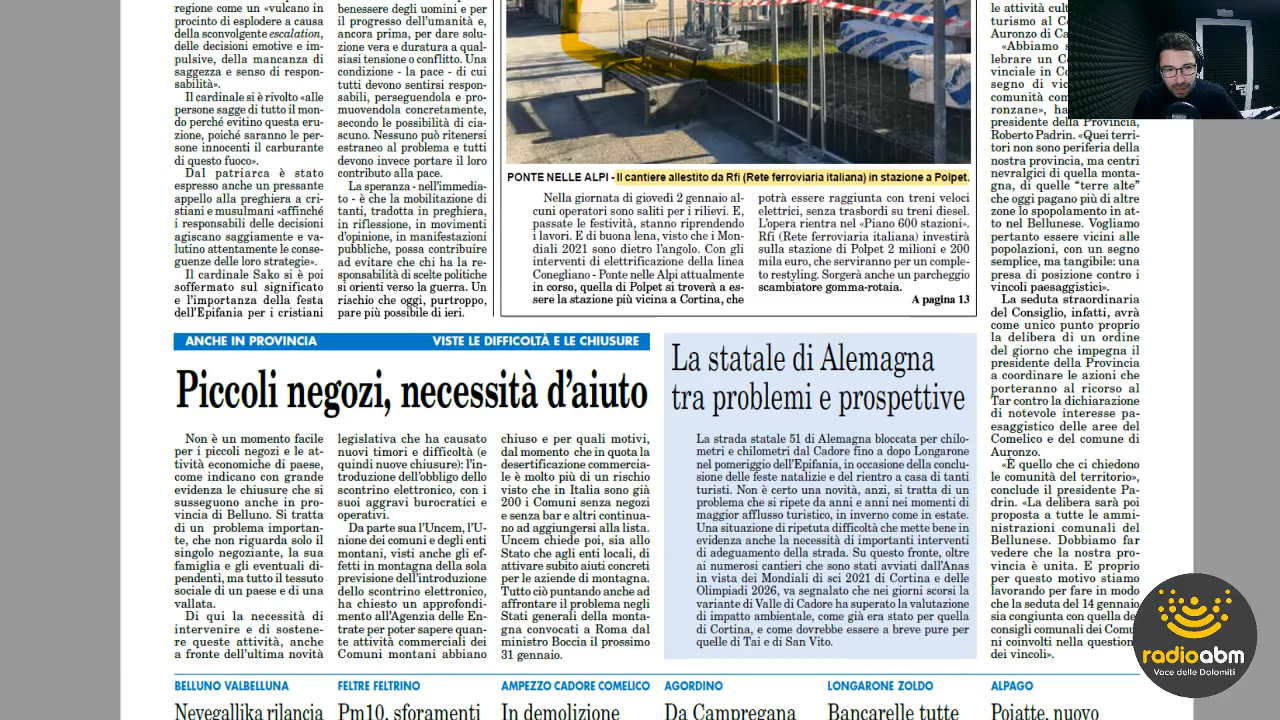 regione come un «vulcano in
procinto di esplodere a causa
della sconvolgente escalation,
delle decisioni emotive e im-
pulsive, della mancanza di
saggezza e senso di respon-
sabilità».
Il cardinale si è rivolto «alle
persone sagge di tutto il mon-
do perché evitino questa eru-
zione, poiché saranno le per-
sone innocenti il carburante
di questo fuoco».
Dal patriarca è stato
espresso anche un pressante
appello alla preghiera a cri-
stiani e musulmani «affinché
i responsabili delle decisioni
agiscano saggiamente e va-
lutino attentamente le conse-
guenze delle loro strategie».
Il cardinale Sako si è poi
soffermato sul significato
e l'importanza della festa
dell'Epifania per i cristiani
benessere degli uomini e per
il progresso dell'umanità e,
ancora prima, per dare solu-
zione vera e duratura a qual-
siasi tensione o conflitto. Una
condizione - la pace - di cui
tutti devono sentirsi respon-
sabili, perseguendola e pro-
muovendola concretamente,
secondo le possibilità di cia-
scuno. Nessuno può ritenersi
estraneo al problema e tutti
devono invece portare il loro
contributo alla pace.
La speranza - nell'immedia-
to - è che la mobilitazione di
tanti, tradotta in preghiera,
in riflessione, in movimenti
d'opinione, in manifestazioni
pubbliche, possa contribuire
ad evitare che chi ha la re-
sponsabilità di scelte politiche
si orienti verso la guerra. Un
rischio che oggi, purtroppo,
pare più possibile di ieri.
PONTE NELLE ALPI - Il cantiere allestito da Rfi (Rete ferroviaria italiana) in stazione a Polpet.
Nella giornata di giovedì 2 gennaio al-
cuni operatori sono saliti per i rilievi. E,
passate le festività, stanno riprendendo
i lavori. E di buona lena, visto che i Mon-
diali 2021 sono dietro l'angolo. Con gli
interventi di elettrificazione della linea
Conegliano - Ponte nelle Alpi attualmente
in corso, quella di Polpet si troverà a es-
sere la stazione più vicina a Cortina, che
potrà essere raggiunta con treni veloci
elettrici, senza trasbordi su treni diesel.
L'opera rientra nel «Piano 600 stazioni».
Rfi (Rete ferroviaria italiana) investirà
sulla stazione di Polpet 2 milioni e 200
mila euro, che serviranno per un comple-
to restyling. Sorgerà anche un parcheggio
scambiatore gomma-rotaia.
A pagina 13
le attività cult
turismo al Co
Auronzo di Ca
«Abbiamo s
lebrare un Co
vinciale in Co
segno di vic
comunità com
ronzane», ha
presidente della Provincia,
Roberto Padrin. «Quei terri-
tori non sono periferia della
nostra provincia, ma centri
nevralgici di quella monta-
gna, di quelle "terre alte"
che oggi pagano più di altre
zone lo spopolamento in at-
to nel Bellunese. Vogliamo
pertanto essere vicini alle
popolazioni, con un segno
semplice, ma tangibile: una
presa di posizione contro i
vincoli paesaggistici».
La seduta straordinaria
del Consiglio, infatti, avrà
come unico punto proprio
la delibera di un ordine
del giorno che impegna il
presidente della Provincia
a coordinare le azioni che
porteranno al ricorso al
Tar contro la dichiarazione
di notevole interesse pae-
saggistico delle aree del
Comelico e del comune di
Auronzo.
«È quello che ci chiedono
le comunità del territorio»,
conclude il presidente Pa-
drin. «La delibera sarà poi
proposta a tutte le ammi-
nistrazioni comunali del
Bellunese. Dobbiamo far
vedere che la nostra pro-
vincia è unita. E proprio
per questo motivo stiamo
lavorando per fare in modo
che la seduta del 14 gennaio
sia congiunta con quella de
consigli comunali dei Comu
ni coinvolti nella question
dei vincoli».
ANCHE IN PROVINCIA VISTE LE DIFFICOLTÀ E LE CHIUSURE
Piccoli negozi, necessità d'aiuto
Non è un momento facile
per i piccoli negozi e le at-
tività economiche di paese,
come indicano con grande
evidenza le chiusure che si
susseguono anche in pro-
vincia di Belluno. Si tratta
di un problema importan-
te, che non riguarda solo il
singolo negoziante, la sua
famiglia e gli eventuali di-
pendenti, ma tutto il tessuto
sociale di un paese e di una
vallata.
Di qui la necessità di
intervenire e di sostene-
re queste attività, anche
a fronte dell'ultima novità
legislativa che ha causato
nuovi timori e difficoltà (e
quindi nuove chiusure): l'in-
troduzione dell'obbligo dello
scontrino elettronico, con i
suoi aggravi burocratici e
operativi.
Da parte sua l'Uncem, l'U-
nione dei comuni e degli enti
montani, visti anche gli ef-
fetti in montagna della sola
previsione dell'introduzione
dello scontrino elettronico,
ha chiesto un approfondi-
mento all'Agenzia delle En-
trate per poter sapere quan-
te attività commerciali dei
Comuni montani abbiano
chiuso e per quali motivi,
dal momento che in quota la
desertificazione commercia-
le è molto più di un rischio
visto che in Italia sono già
200 i Comuni senza negozi
e senza bar e altri continua-
no ad aggiungersi alla lista.
Uncem chiede poi, sia allo
Stato che agli enti locali, di
attivare subito aiuti concreti
per le aziende di montagna.
Tutto ciò puntando anche ad
affrontare il problema negli
Stati generali della monta-
gna convocati a Roma dal
ministro Boccia il prossimo
31 gennaio.
La statale di Alemagna
tra problemi e prospettive
La strada statale 51 di Alemagna bloccata per chilo-
metri e chilometri dal Cadore fino a dopo Longarone
nel pomeriggio dell'Epifania, in occasione della conclu-
sione delle feste natalizie e del rientro a casa di tanti
turisti. Non è certo una novità, anzi, si tratta di un
problema che si ripete da anni e anni nei momenti di
maggior afflusso turistico, in inverno come in estate.
Una situazione di ripetuta difficoltà che mette bene in
evidenza anche la necessità di importanti interventi
di adeguamento della strada. Su questo fronte, oltre
ai numerosi cantieri che sono stati avviati dall'Anas
in vista dei Mondiali di sci 2021 di Cortina e delle
Olimpiadi 2026, va segnalato che nei giorni scorsi la
variante di Valle di Cadore ha superato la valutazione
di impatto ambientale, come già era stato per quella
di Cortina, e come dovrebbe essere a breve pure per
quelle di Tai e di San Vito.
BELLUNO VALBELLUNA
Nevegallika rilancia
FELTRE FELTRINO
Pm10, sforamenti
AMPEZZO CADORE COMELICO
In demolizione
AGORDINO
Da Campregana
LONGARONE ZOLDO
Bancarelle tutte
ALPAGO
Poiatte, nuovo
radioabm
Voce delle Dolomiti